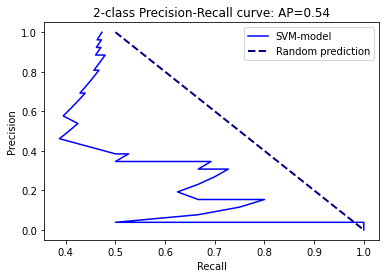 2-class Precision-Recall curve: AP=0.54
SVM-model
Random prediction
Precision
1.0
0.8
0.6
0.4
0.2
0.0
0.4 0.5 0.6 0.7 0.8 0.9 1.0
Recall